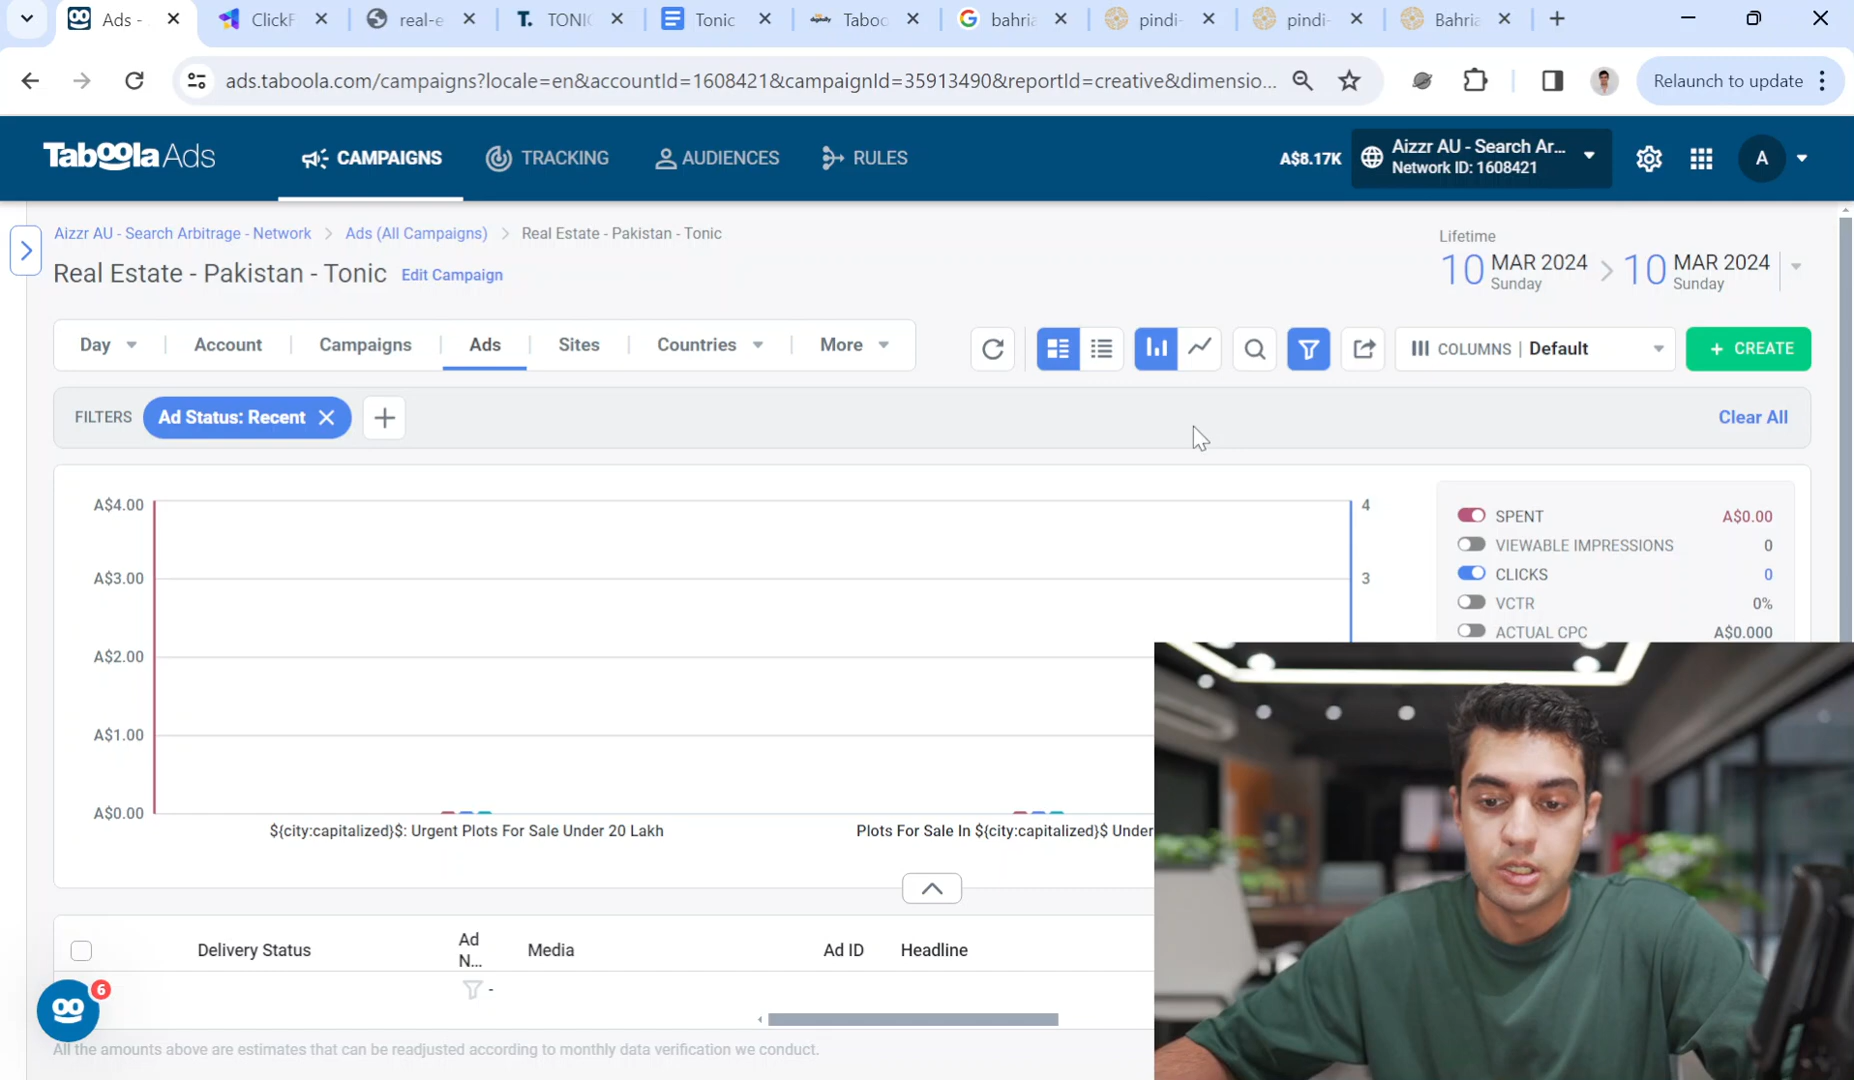 Ads -
ClickF
real-e
TONIC
Tonic
Taboo
bahria
pindi-
pindi-
Bahria
ads.taboola.com/campaigns?locale=en&accountId=1608421&campaignId=35913490&reportId=creative&dimensio...
Relaunch to update
Taboola Ads
CAMPAIGNS
TRACKING
AUDIENCES
RULES
A$8.17K
Aizzr AU - Search Ar...
Network ID: 1608421
A
Aizzr AU - Search Arbitrage - Network
Ads (All Campaigns)
Real Estate - Pakistan - Tonic
Lifetime
10 MAR 2024 Sunday
10 MAR 2024 Sunday
Real Estate - Pakistan - Tonic
Edit Campaign
Day
Account
Campaigns
Ads
Sites
Countries
More
COLUMNS | Default
+ CREATE
FILTERS
Ad Status: Recent
Clear All
A$4.00
A$3.00
A$2.00
A$1.00
A$0.00
4
3
SPENT A$0.00
VIEWABLE IMPRESSIONS 0
CLICKS 0
VCTR 0%
ACTUAL CPC A$0.000
${city:capitalized}$: Urgent Plots For Sale Under 20 Lakh
Plots For Sale In ${city:capitalized}$ Under
Delivery Status
Ad N...
Media
Ad ID
Headline
-
6
All the amounts above are estimates that can be readjusted according to monthly data verification we conduct.